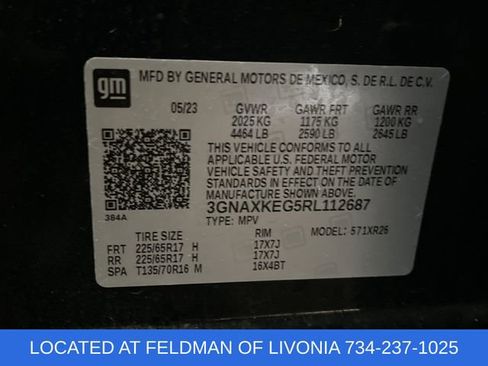 gm
MFD BY GENERAL MOTORS DE MEXICO, S. DE R.L. DE C.V.
05/23 GVWR GAWR FRT GAWR RR
2025 KG 1175 KG 1200 KG
4464 LB 2590 LB 2645 LB
THIS VEHICLE CONFORMS TO ALL
APPLICABLE U.S. FEDERAL MOTOR
VEHICLE SAFETY AND THEFT PREVENTION
STANDARDS IN EFFECT ON THE DATE OF
MANUFACTURE SHOWN ABOVE.
3GNAXKEG5RL112687
384A TYPE: MPV MODEL: 571XR26
TIRE RIM
FRT 225/65R17 H 17X7J
RR 225/65R17 H 17X7J
SPA T135/70R16 M 16X4BT
LOCATED AT FELDMAN OF LIVONIA 734-237-1025